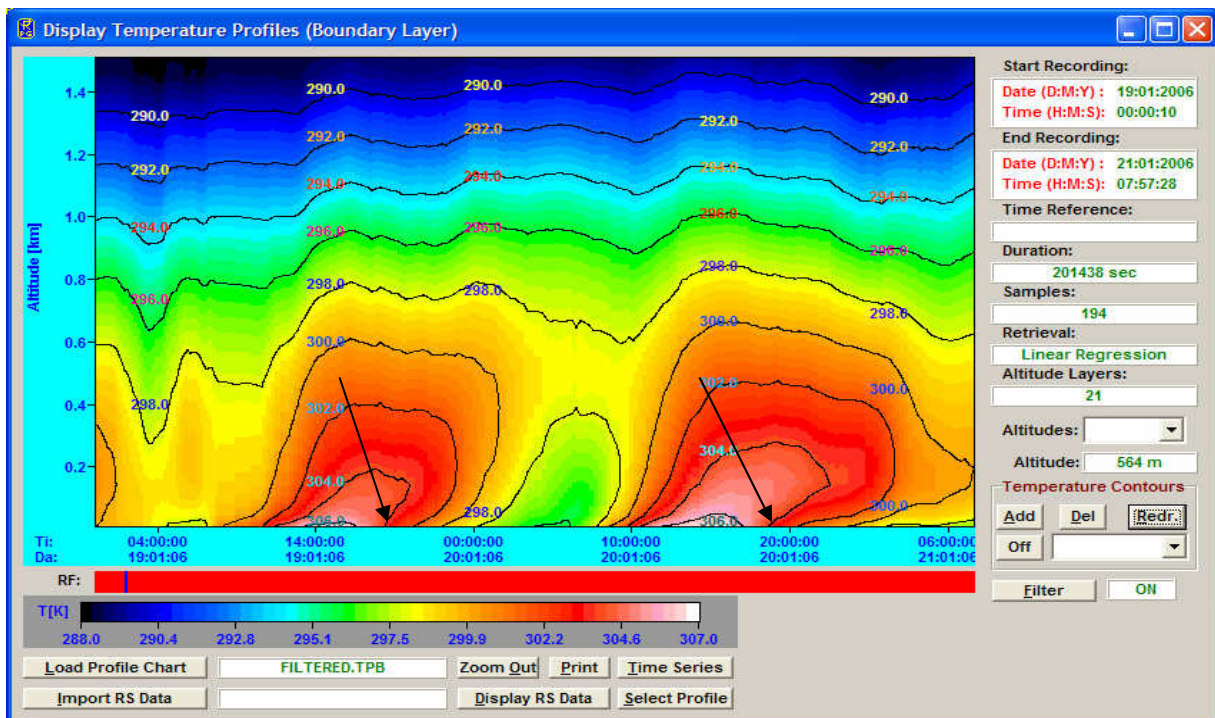 Display Temperature Profiles (Boundary Layer)
Start Recording:
Date (D:M:Y) : 19:01:2006
Time (H:M:S): 00:00:10
End Recording:
Date (D:M:Y) : 21:01:2006
Time (H:M:S): 07:57:28
Time Reference:
Duration:
201438 sec
Samples:
194
Retrieval:
Linear Regression
Altitude Layers:
21
Altitudes:
Altitude: 564 m
Temperature Contours
Add Del Redr.
Off
Filter ON
Altitude [km]
1.4
1.2
1.0
0.8
0.6
0.4
0.2
290.0 290.0 290.0 290.0
292.0 292.0 292.0 292.0 292.0
294.0 294.0 294.0 294.0 294.0
296.0 296.0 296.0 296.0 296.0
298.0 298.0 298.0 298.0 298.0
300.0 300.0 300.0
302.0 302.0
304.0 304.0
306.0 298.0 306.0 300.0
Ti: 04:00:00 14:00:00 00:00:00 10:00:00 20:00:00 06:00:00
Da: 19:01:06 19:01:06 20:01:06 20:01:06 20:01:06 21:01:06
RF:
T[K]
288.0 290.4 292.8 295.1 297.5 299.9 302.2 304.6 307.0
Load Profile Chart FILTERED.TPB Zoom Out Print Time Series
Import RS Data Display RS Data Select Profile